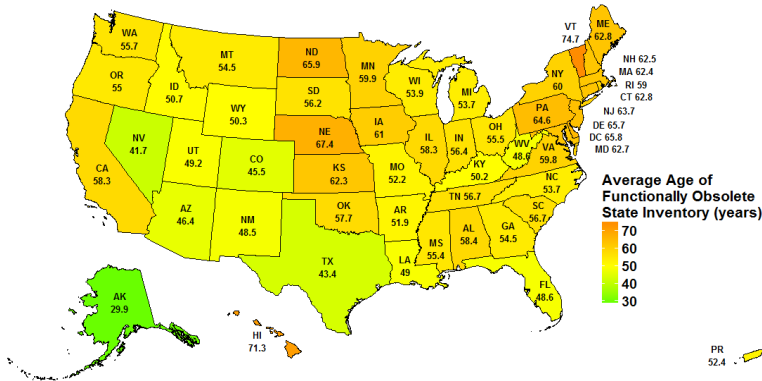 VT
74.7
ME
62.8
WA
55.7
MT
54.5
ND
65.9
MN
59.9
NH 62.5
MA 62.4
RI 59
CT 62.8
OR
55
ID
50.7
SD
56.2
WI
53.9
MI
53.7
NY
60
WY
50.3
NJ 63.7
PA
64.6
DE 65.7
DC 65.8
MD 62.7
NV
41.7
NE
67.4
IA
61
IL
58.3
IN
56.4
OH
55.5
WV
48.6
VA
59.8
UT
49.2
CO
45.5
CA
58.3
KS
62.3
MO
52.2
KY
50.2
NC
53.7
TN 56.7
AZ
46.4
NM
48.5
OK
57.7
AR
51.9
SC
56.7
MS
55.4
AL
58.4
GA
54.5
TX
43.4
LA
49
FL
48.6
AK
29.9
HI
71.3
PR
52.4
Average Age of
Functionally Obsolete
State Inventory (years)
70
60
50
40
30